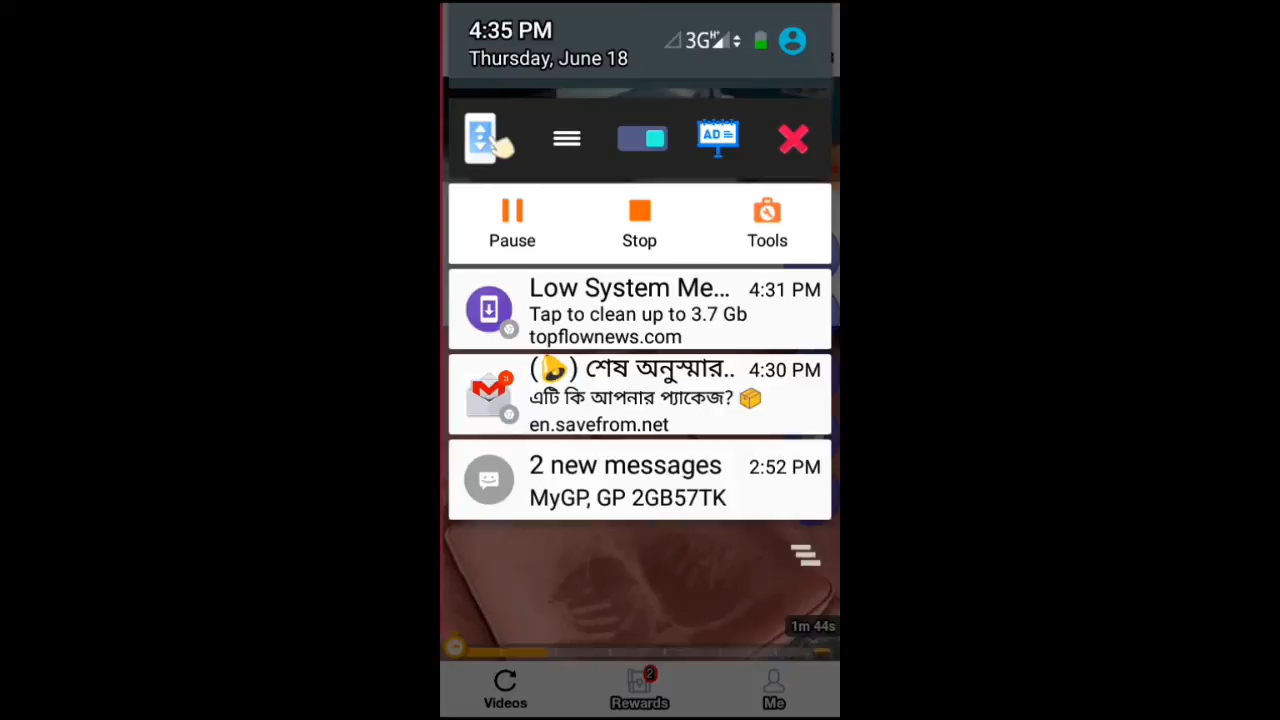 4:35 PM
3G H+
Thursday, June 18
AD
Pause Stop Tools
Low System Me... 4:31 PM
Tap to clean up to 3.7 Gb
topflownews.com
(🔔) শেষ অনুস্মার.. 4:30 PM
3
এটি কি আপনার প্যাকেজ? 📦
en.savefrom.net
2 new messages 2:52 PM
MyGP, GP 2GB57TK
1m 44s
2
Videos Rewards Me